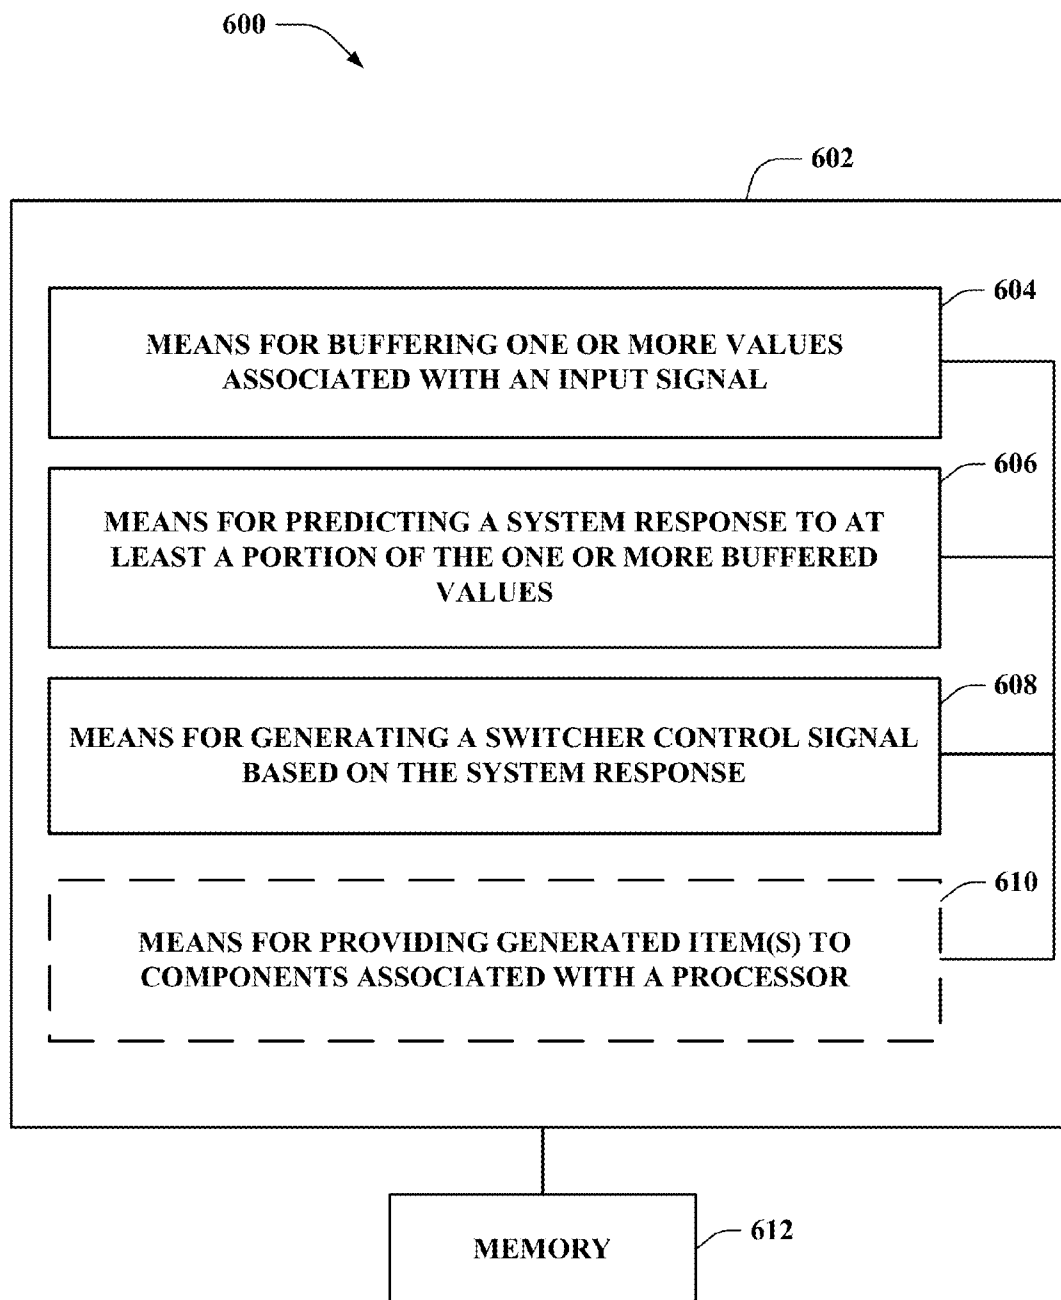 600
602
604
MEANS FOR BUFFERING ONE OR MORE VALUES
ASSOCIATED WITH AN INPUT SIGNAL
606
MEANS FOR PREDICTING A SYSTEM RESPONSE TO AT
LEAST A PORTION OF THE ONE OR MORE BUFFERED
VALUES
608
MEANS FOR GENERATING A SWITCHER CONTROL SIGNAL
BASED ON THE SYSTEM RESPONSE
610
MEANS FOR PROVIDING GENERATED ITEM(S) TO
COMPONENTS ASSOCIATED WITH A PROCESSOR
612
MEMORY